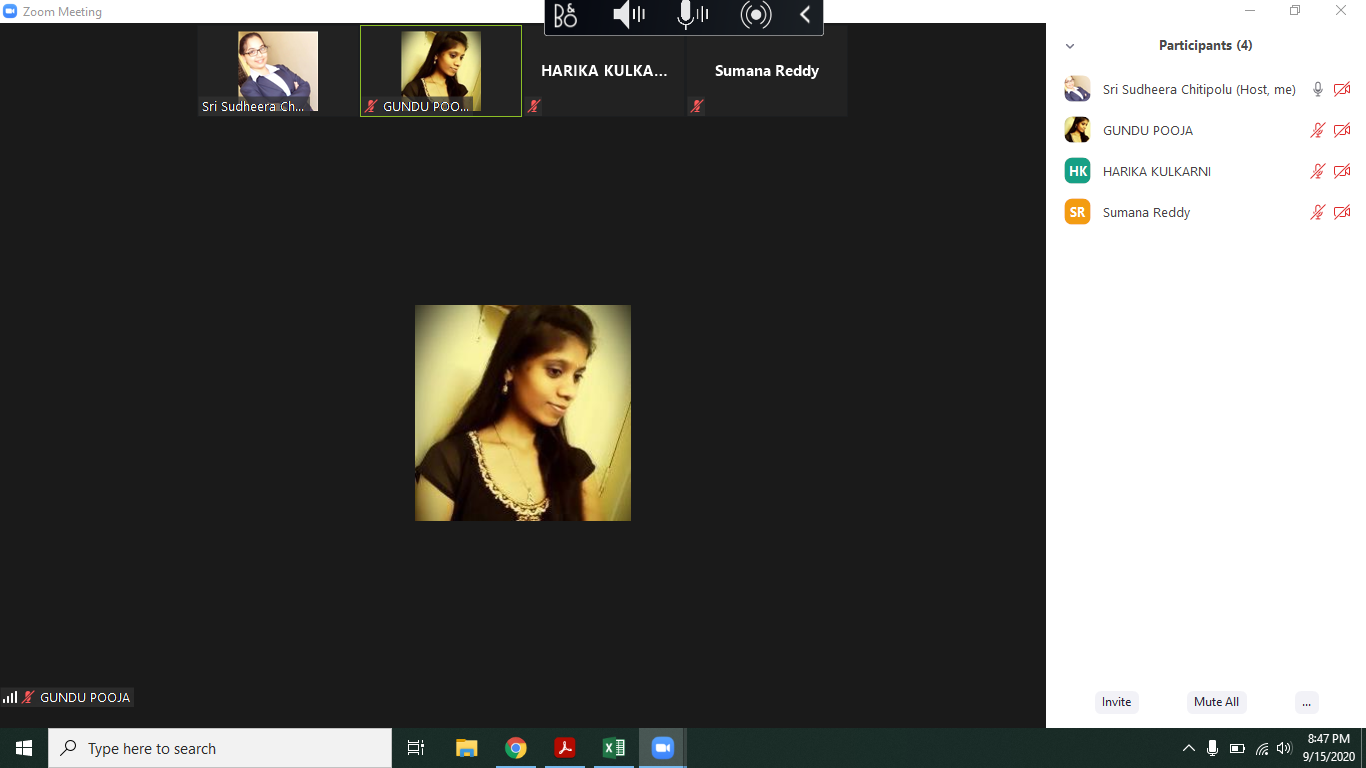 Zoom Meeting
B&O
Sri Sudheera Ch...
GUNDU POO...
HARIKA KULKA...
Sumana Reddy
Participants (4)
Sri Sudheera Chitipolu (Host, me)
GUNDU POOJA
HK HARIKA KULKARNI
SR Sumana Reddy
GUNDU POOJA
Invite
Mute All
...
Type here to search
8:47 PM
9/15/2020